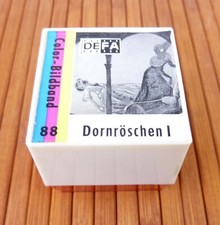 DEFA
Color-Bildband
88
Dornröschen I